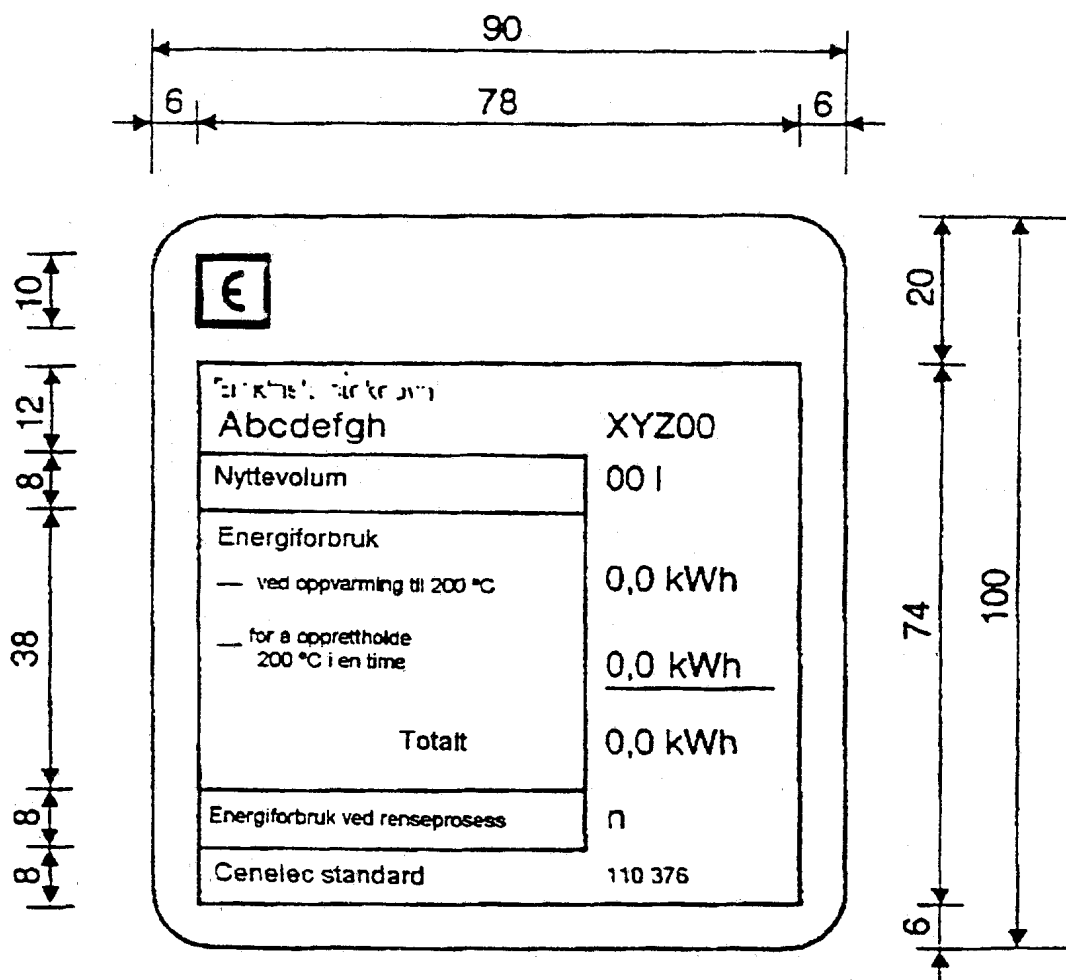 90
6 78 6
10
12
8
38
8
8
20
74
6
100
Є
Abcdefgh XYZ00
Nyttevolum 00 l
Energiforbruk
— ved oppvarming til 200 °C 0,0 kWh
— for a opprettholde
200 °C i en time 0,0 kWh
Totalt 0,0 kWh
Energiforbruk ved renseprosess n
Cenelec standard 110 376